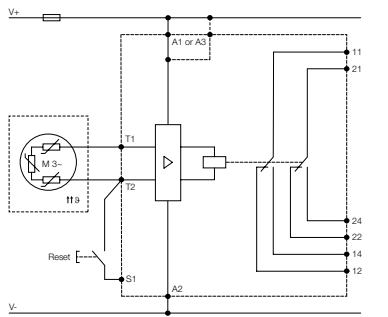 V+
A1 or A3
11
21
T1
M 3~
T2
ϑ
24
22
Reset
14
S1
12
A2
V-